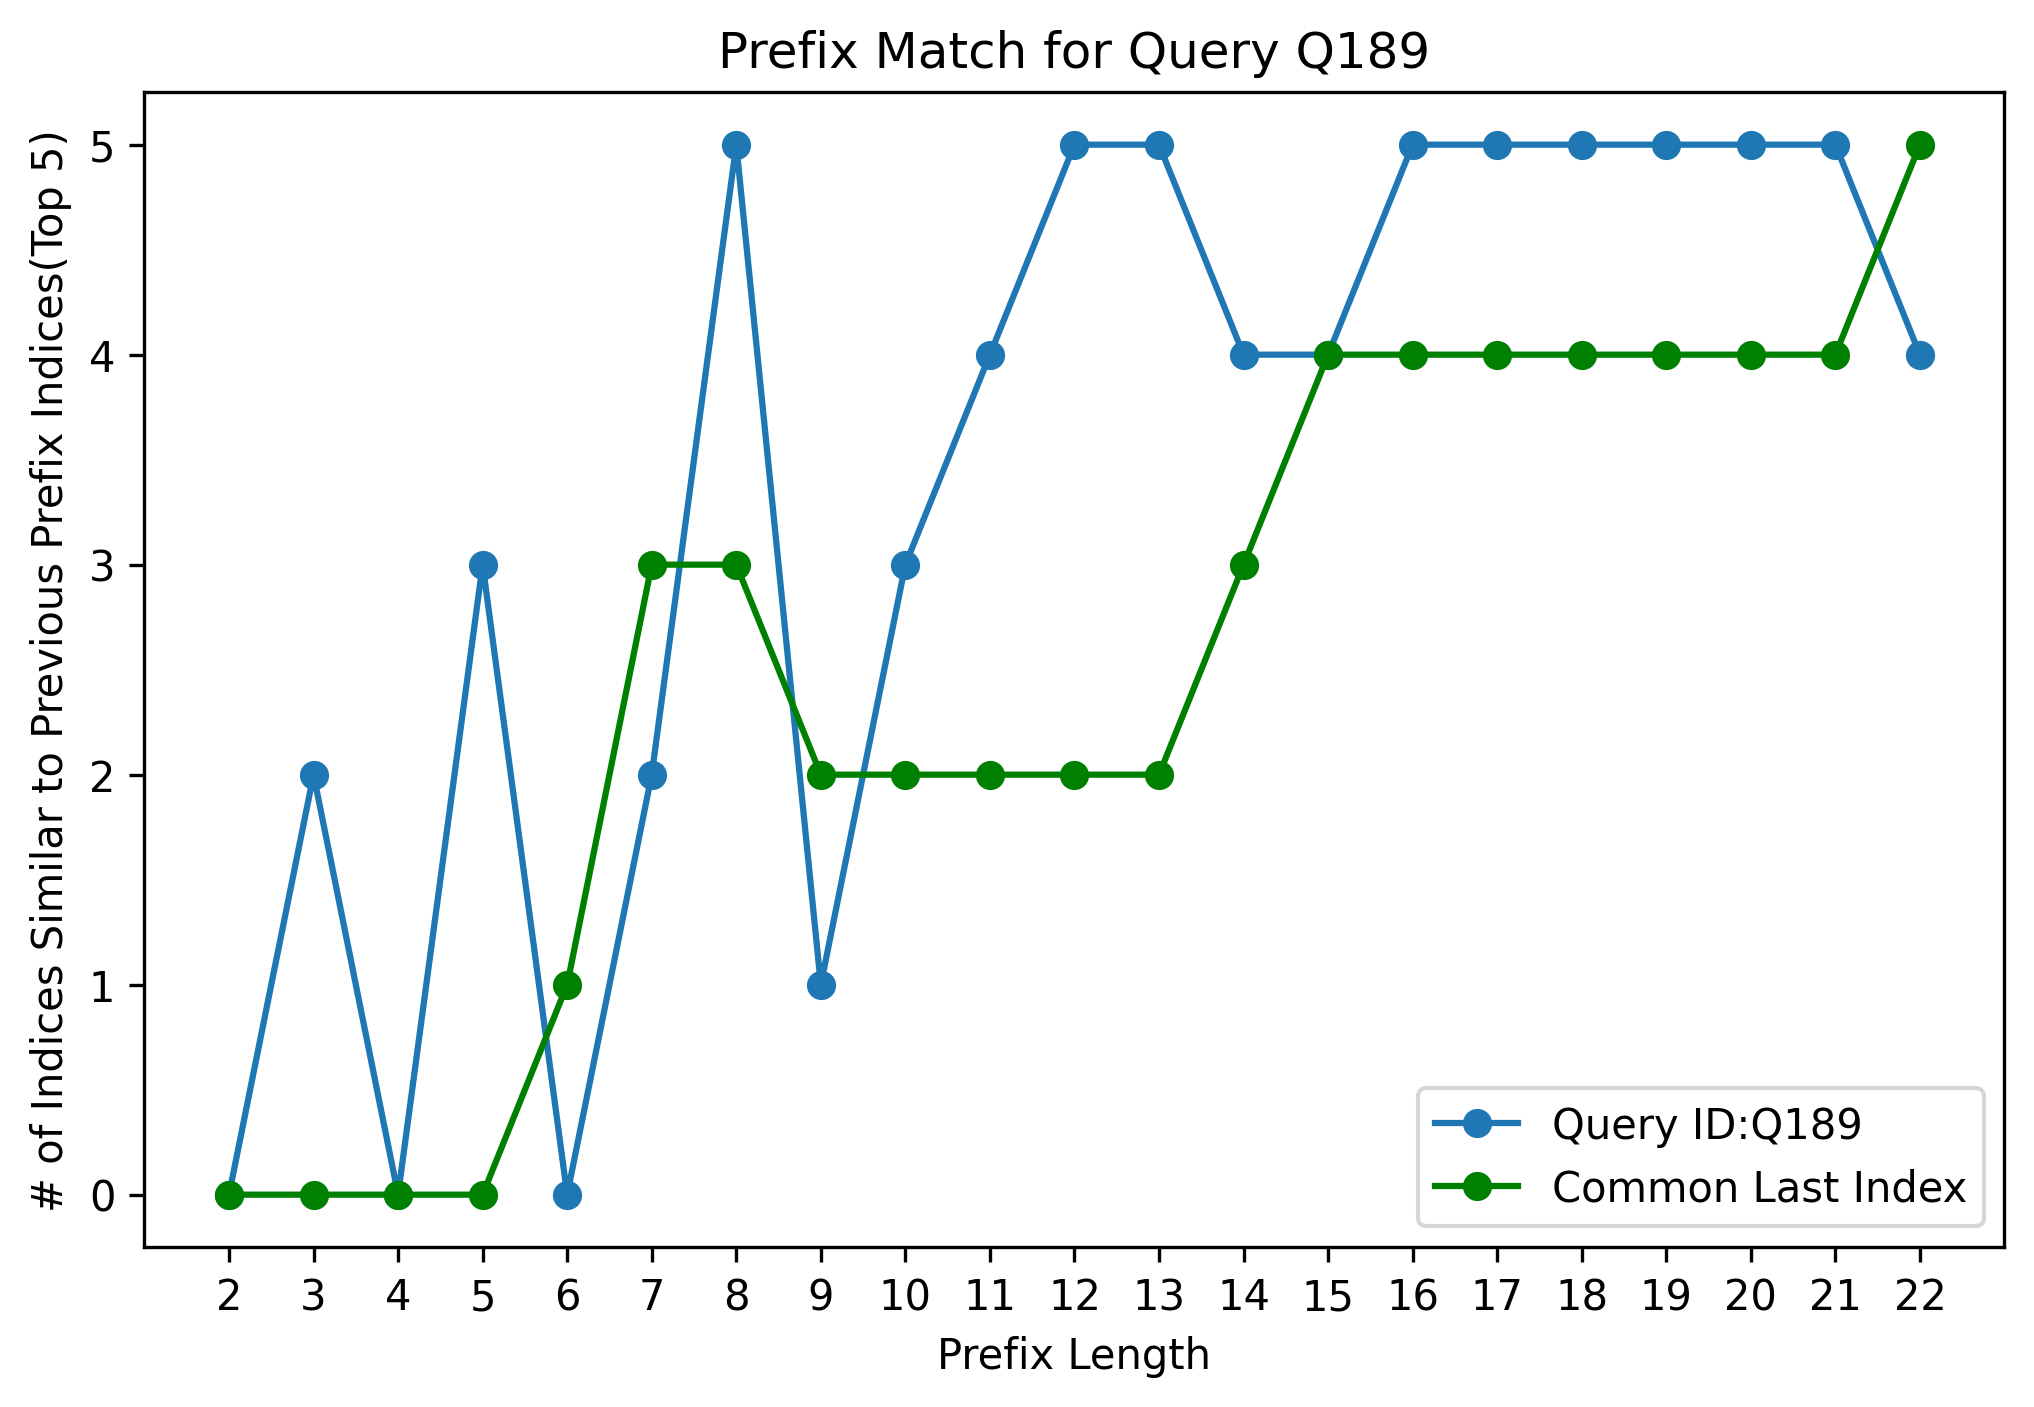 Prefix Match for Query Q189
# of Indices Similar to Previous Prefix Indices(Top 5)
5
4
3
2
1
0
Query ID:Q189
Common Last Index
2 3 4 5 6 7 8 9 10 11 12 13 14 15 16 17 18 19 20 21 22
Prefix Length